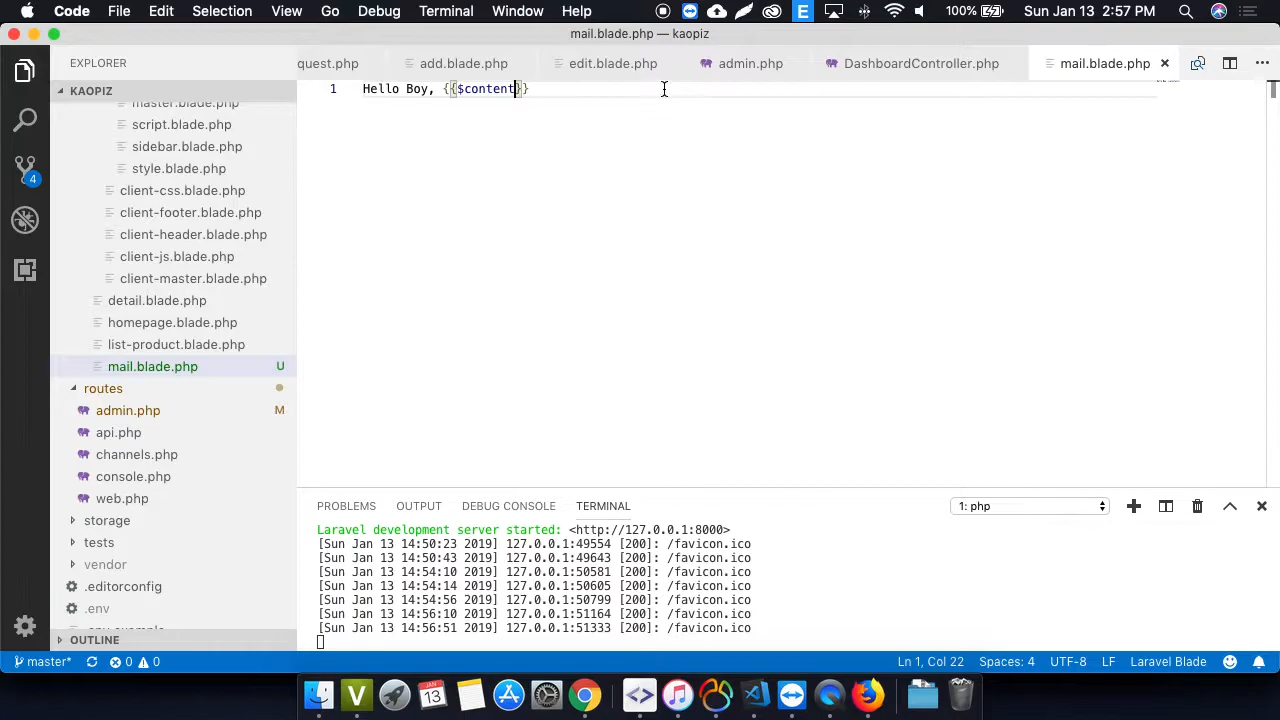 Code File Edit Selection View Go Debug Terminal Window Help E 100% Sun Jan 13 2:57 PM
mail.blade.php — kaopiz
EXPLORER
quest.php add.blade.php edit.blade.php admin.php DashboardController.php mail.blade.php
KAOPIZ
master.blade.php
script.blade.php
sidebar.blade.php
style.blade.php
client-css.blade.php
client-footer.blade.php
client-header.blade.php
client-js.blade.php
client-master.blade.php
detail.blade.php
homepage.blade.php
list-product.blade.php
mail.blade.php U
routes
admin.php M
api.php
channels.php
console.php
web.php
storage
tests
vendor
.editorconfig
.env
.env.example
OUTLINE
4
1 Hello Boy, {{$content}}
PROBLEMS OUTPUT DEBUG CONSOLE TERMINAL 1: php
Laravel development server started: <http://127.0.0.1:8000>
[Sun Jan 13 14:50:23 2019] 127.0.0.1:49554 [200]: /favicon.ico
[Sun Jan 13 14:50:43 2019] 127.0.0.1:49643 [200]: /favicon.ico
[Sun Jan 13 14:54:10 2019] 127.0.0.1:50581 [200]: /favicon.ico
[Sun Jan 13 14:54:14 2019] 127.0.0.1:50605 [200]: /favicon.ico
[Sun Jan 13 14:54:56 2019] 127.0.0.1:50799 [200]: /favicon.ico
[Sun Jan 13 14:56:10 2019] 127.0.0.1:51164 [200]: /favicon.ico
[Sun Jan 13 14:56:51 2019] 127.0.0.1:51333 [200]: /favicon.ico
master* 0 0 Ln 1, Col 22 Spaces: 4 UTF-8 LF Laravel Blade
V 13